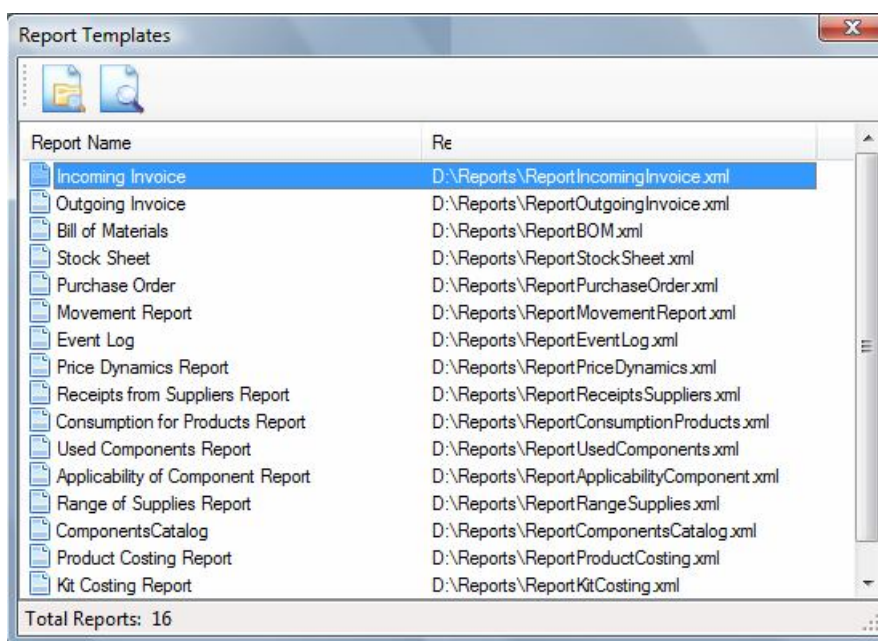 Report Templates
Report Name Re
Incoming Invoice D:\Reports\ReportIncomingInvoice.xml
Outgoing Invoice D:\Reports\ReportOutgoingInvoice.xml
Bill of Materials D:\Reports\ReportBOM.xml
Stock Sheet D:\Reports\ReportStockSheet.xml
Purchase Order D:\Reports\ReportPurchaseOrder.xml
Movement Report D:\Reports\ReportMovementReport.xml
Event Log D:\Reports\ReportEventLog.xml
Price Dynamics Report D:\Reports\ReportPriceDynamics.xml
Receipts from Suppliers Report D:\Reports\ReportReceiptsSuppliers.xml
Consumption for Products Report D:\Reports\ReportConsumptionProducts.xml
Used Components Report D:\Reports\ReportUsedComponents.xml
Applicability of Component Report D:\Reports\ReportApplicabilityComponent.xml
Range of Supplies Report D:\Reports\ReportRangeSupplies.xml
ComponentsCatalog D:\Reports\ReportComponentsCatalog.xml
Product Costing Report D:\Reports\ReportProductCosting.xml
Kit Costing Report D:\Reports\ReportKitCosting.xml
Total Reports: 16